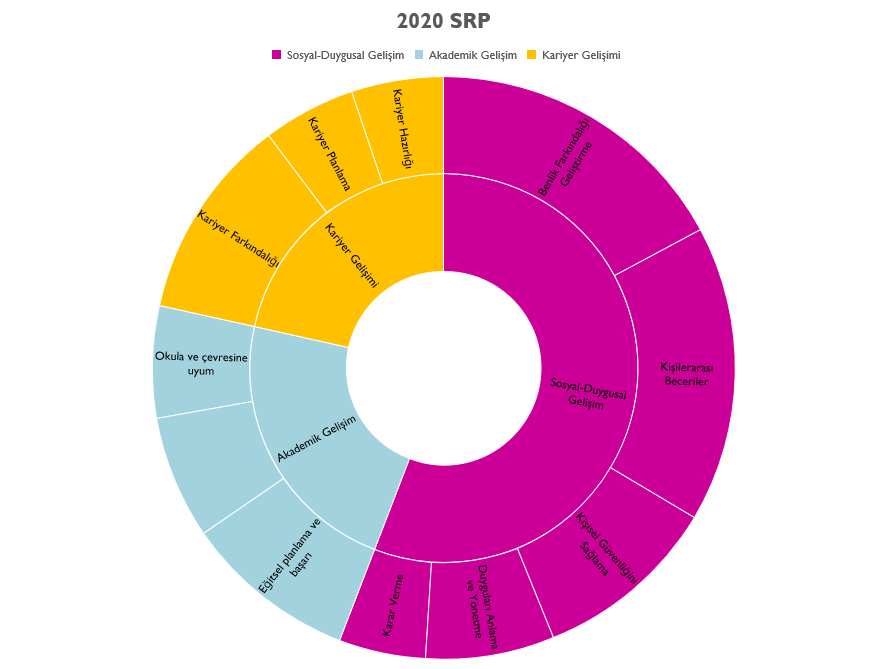 2020 SRP
Sosyal-Duygusal Gelişim
Akademik Gelişim
Kariyer Gelişimi
Benlik Farkındalığı
Geliştirme
Kişilerarası
Beceriler
Kişisel Güvenliğini
Sağlama
Duyguları Anlama
ve Yönetme
Karar Verme
Eğitsel planlama ve
başarı
Okula ve çevresine
uyum
Kariyer Farkındalığı
Kariyer Planlama
Kariyer Hazırlığı
Sosyal-Duygusal
Gelişim
Akademik Gelişim
Kariyer Gelişimi